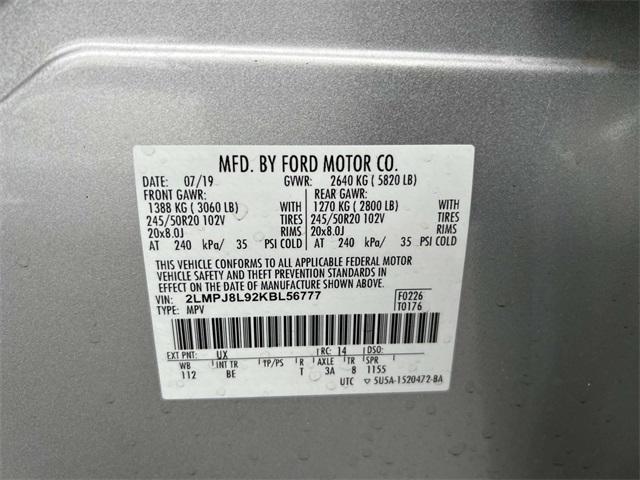 MFD. BY FORD MOTOR CO.
DATE: 07/19 GVWR: 2640 KG ( 5820 LB)
FRONT GAWR: REAR GAWR:
1388 KG ( 3060 LB) WITH 1270 KG ( 2800 LB) WITH
245/50R20 102V TIRES 245/50R20 102V TIRES
20x8.0J RIMS 20x8.0J RIMS
AT 240 kPa/ 35 PSI COLD AT 240 kPa/ 35 PSI COLD
THIS VEHICLE CONFORMS TO ALL APPLICABLE FEDERAL MOTOR
VEHICLE SAFETY AND THEFT PREVENTION STANDARDS IN
EFFECT ON THE DATE OF MANUFACTURE SHOWN ABOVE.
VIN: 2LMPJ8L92KBL56777 F0226
TYPE: MPV T0176
EXT PNT: UX RC: 14 DSO:
WB INT TR TP/PS R AXLE TR SPR
112 BE T 3A 8 1155
UTC ▽ 5U5A-1520472-BA